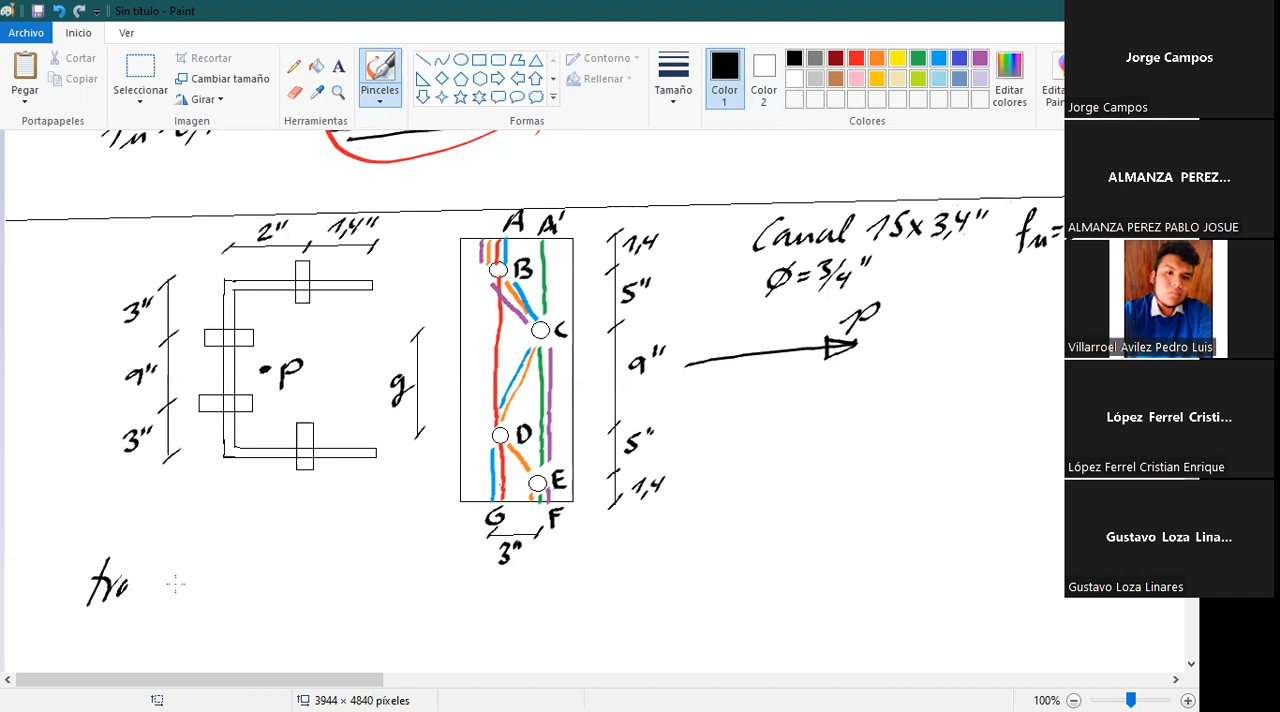 Sin título - Paint
Archivo Inicio Ver
Pegar
Cortar
Copiar
Portapapeles
Seleccionar
Recortar
Cambiar tamaño
Girar
Imagen
A
Herramientas
Pinceles
Contorno
Rellenar
Formas
Tamaño
Color 1
Color 2
Editar colores
Colores
2" 1,4"
3"
9"
3"
•P
g
A A'
B
C
D
E
G F
3"
1,4
5"
9"
5"
1,4
Canal 15x3,4" fu=
Ø=3/4"
P
tra
3944 × 4840 píxeles
100%
Jorge Campos
Jorge Campos
ALMANZA PEREZ...
ALMANZA PEREZ PABLO JOSUE
Villarroel Avilez Pedro Luis
López Ferrel Cristi...
López Ferrel Cristian Enrique
Gustavo Loza Lina...
Gustavo Loza Linares